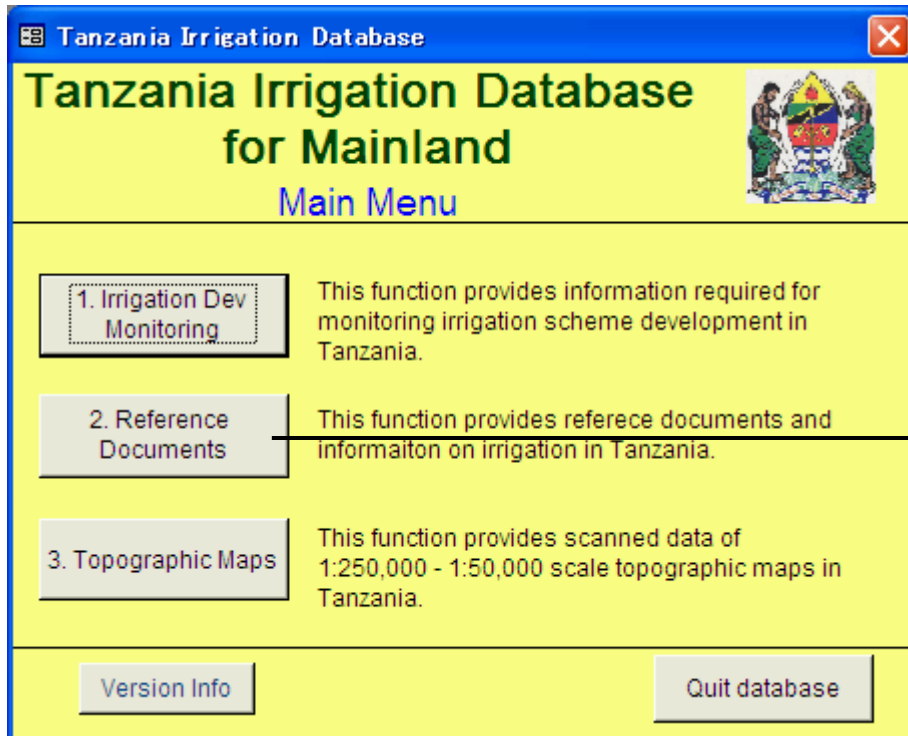 Tanzania Irrigation Database
Tanzania Irrigation Database
for Mainland
Main Menu
1. Irrigation Dev
Monitoring
This function provides information required for
monitoring irrigation scheme development in
Tanzania.
2. Reference
Documents
This function provides referece documents and
informaiton on irrigation in Tanzania.
3. Topographic Maps
This function provides scanned data of
1:250,000 - 1:50,000 scale topographic maps in
Tanzania.
Version Info
Quit database